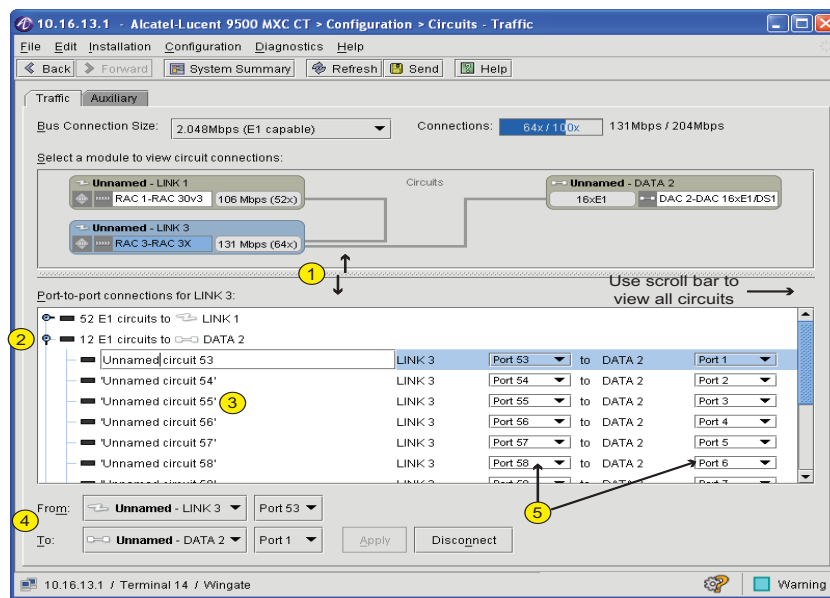 10.16.13.1 - Alcatel-Lucent 9500 MXC CT > Configuration > Circuits - Traffic
File Edit Installation Configuration Diagnostics Help
Back Forward System Summary Refresh Send Help
Traffic Auxiliary
Bus Connection Size: 2.048Mbps (E1 capable) Connections: 64x / 100x 131Mbps / 204Mbps
Select a module to view circuit connections:
Unnamed - LINK 1 Circuits Unnamed - DATA 2
RAC 1-RAC 30v3 106 Mbps (52x) 16xE1 DAC 2-DAC 16xE1/DS1
Unnamed - LINK 3
RAC 3-RAC 3X 131 Mbps (64x)
1
Use scroll bar to
view all circuits
Port-to-port connections for LINK 3:
52 E1 circuits to LINK 1
2 12 E1 circuits to DATA 2
Unnamed circuit 53 LINK 3 Port 53 to DATA 2 Port 1
'Unnamed circuit 54' LINK 3 Port 54 to DATA 2 Port 2
'Unnamed circuit 55' 3 LINK 3 Port 55 to DATA 2 Port 3
'Unnamed circuit 56' LINK 3 Port 56 to DATA 2 Port 4
'Unnamed circuit 57' LINK 3 Port 57 to DATA 2 Port 5
'Unnamed circuit 58' LINK 3 Port 58 to DATA 2 Port 6
From: Unnamed - LINK 3 Port 53
4 5
To: Unnamed - DATA 2 Port 1 Apply Disconnect
10.16.13.1 / Terminal 14 / Wingate Warning